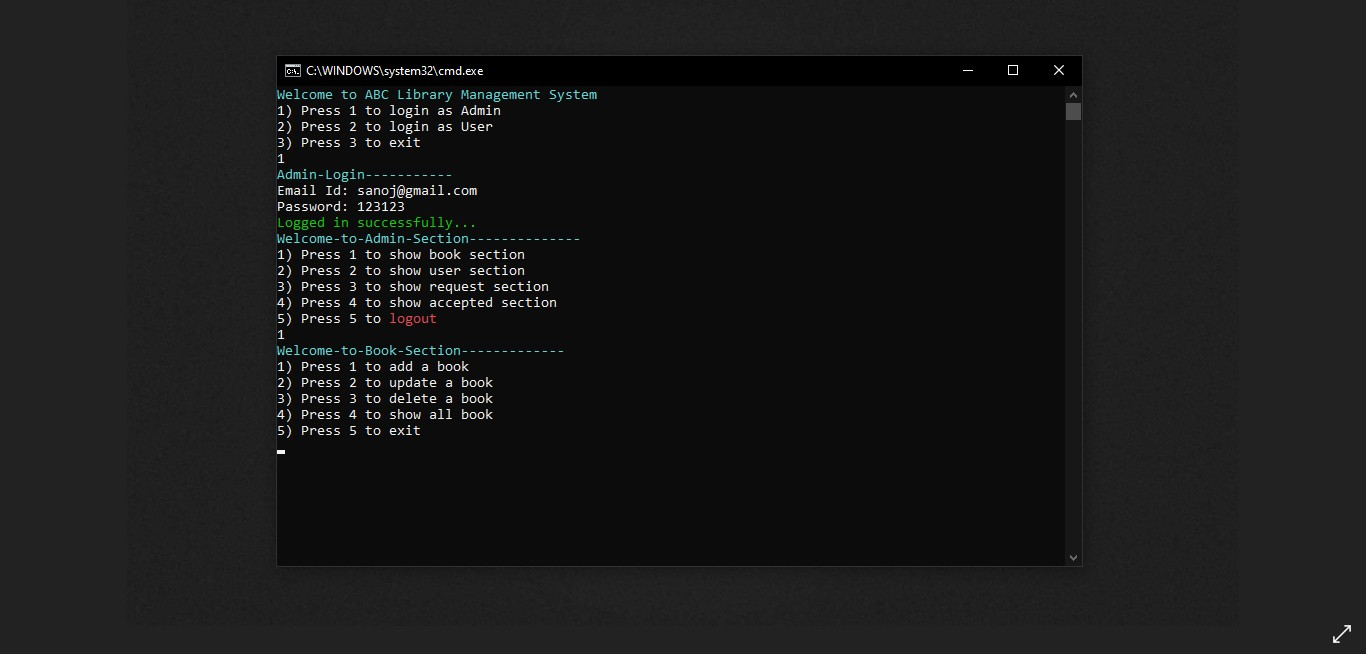 C:\WINDOWS\system32\cmd.exe
Welcome to ABC Library Management System
1) Press 1 to login as Admin
2) Press 2 to login as User
3) Press 3 to exit
1
Admin-Login-----------
Email Id: sanoj@gmail.com
Password: 123123
Logged in successfully...
Welcome-to-Admin-Section--------------
1) Press 1 to show book section
2) Press 2 to show user section
3) Press 3 to show request section
4) Press 4 to show accepted section
5) Press 5 to logout
1
Welcome-to-Book-Section-------------
1) Press 1 to add a book
2) Press 2 to update a book
3) Press 3 to delete a book
4) Press 4 to show all book
5) Press 5 to exit